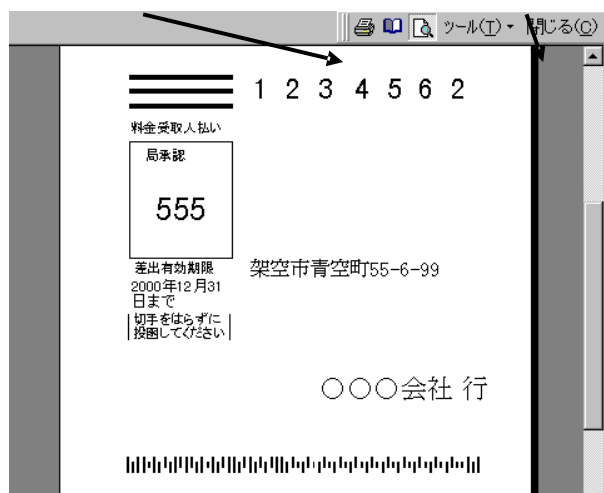 ツール(T) 閉じる(C)
1 2 3 4 5 6 2
料金受取人払い
局承認
555
差出有効期限
2000年12月31
日まで
切手をはらずに
投函してください
架空市青空町55-6-99
○○○会社 行